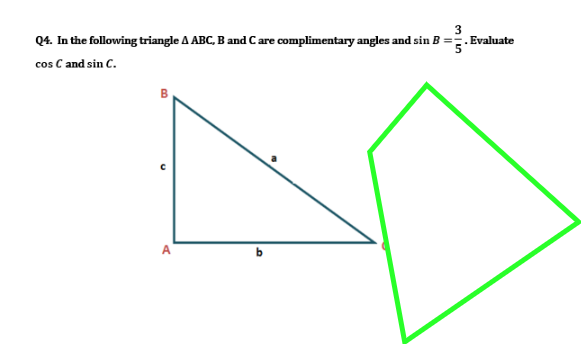 Q4. In the following triangle Δ ABC, B and C are complimentary angles and sin B = 3/5. Evaluate
cos C and sin C.
B
c
a
A
b